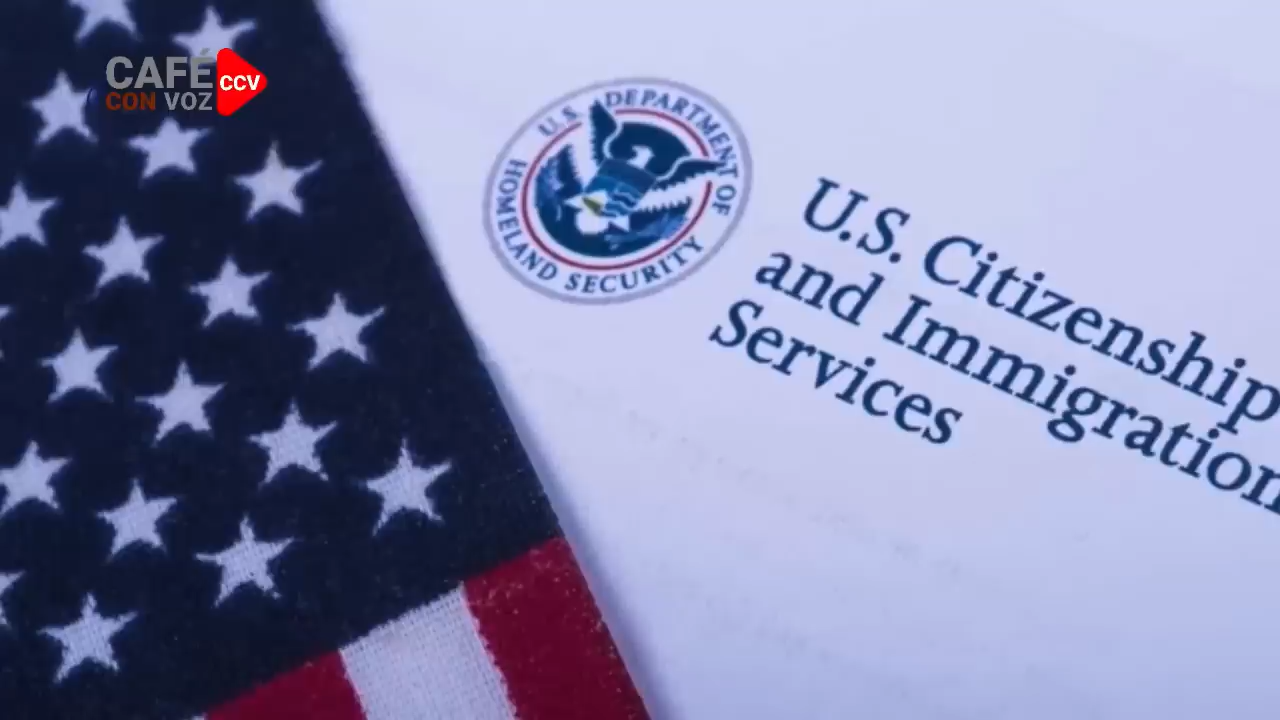 CAFÉ
CON VOZ
CCV
U.S. DEPARTMENT OF
HOMELAND SECURITY
U.S. Citizenship
and Immigration
Services